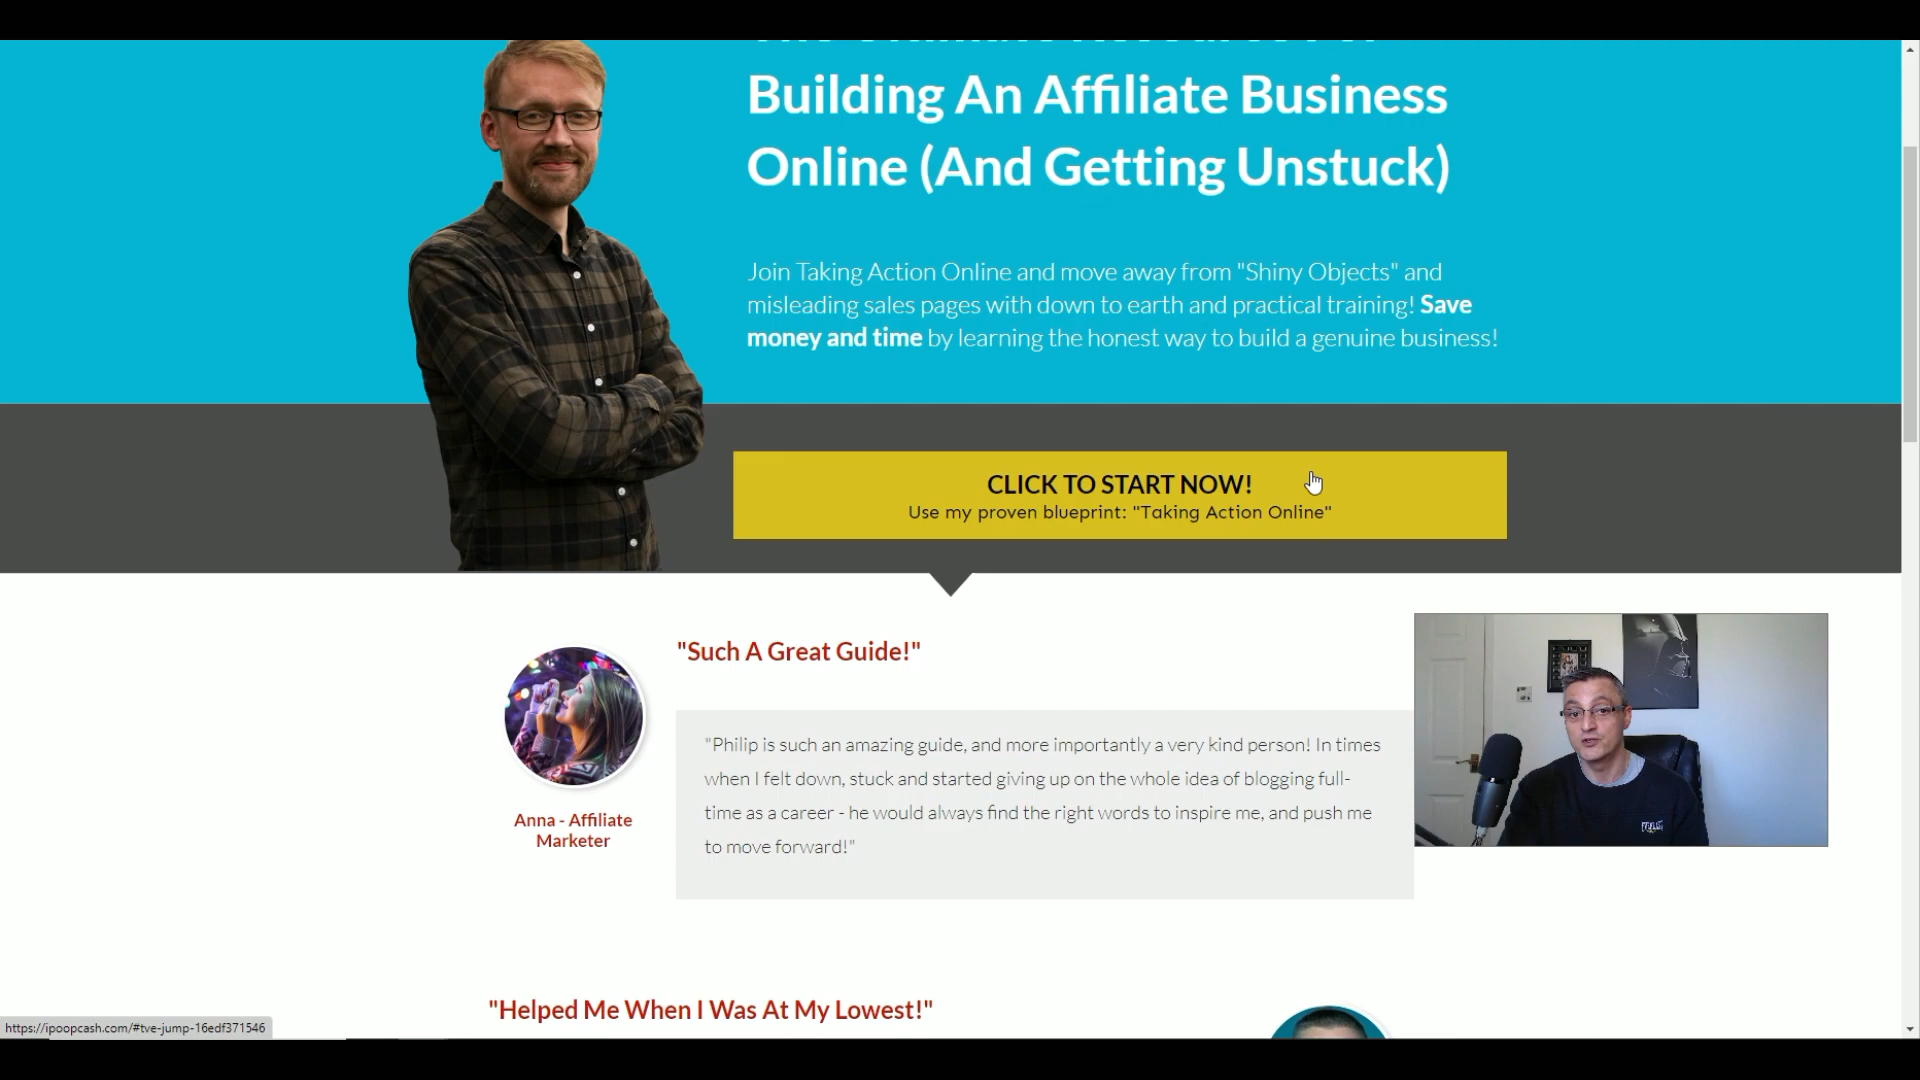 Building An Affiliate Business
Online (And Getting Unstuck)
Join Taking Action Online and move away from "Shiny Objects" and
misleading sales pages with down to earth and practical training! Save
money and time by learning the honest way to build a genuine business!
CLICK TO START NOW!
Use my proven blueprint: "Taking Action Online"
"Such A Great Guide!"
"Philip is such an amazing guide, and more importantly a very kind person! In times
when I felt down, stuck and started giving up on the whole idea of blogging full-
time as a career - he would always find the right words to inspire me, and push me
to move forward!"
Anna - Affiliate
Marketer
"Helped Me When I Was At My Lowest!"
https://ipoopcash.com/#tve-jump-16edf371546